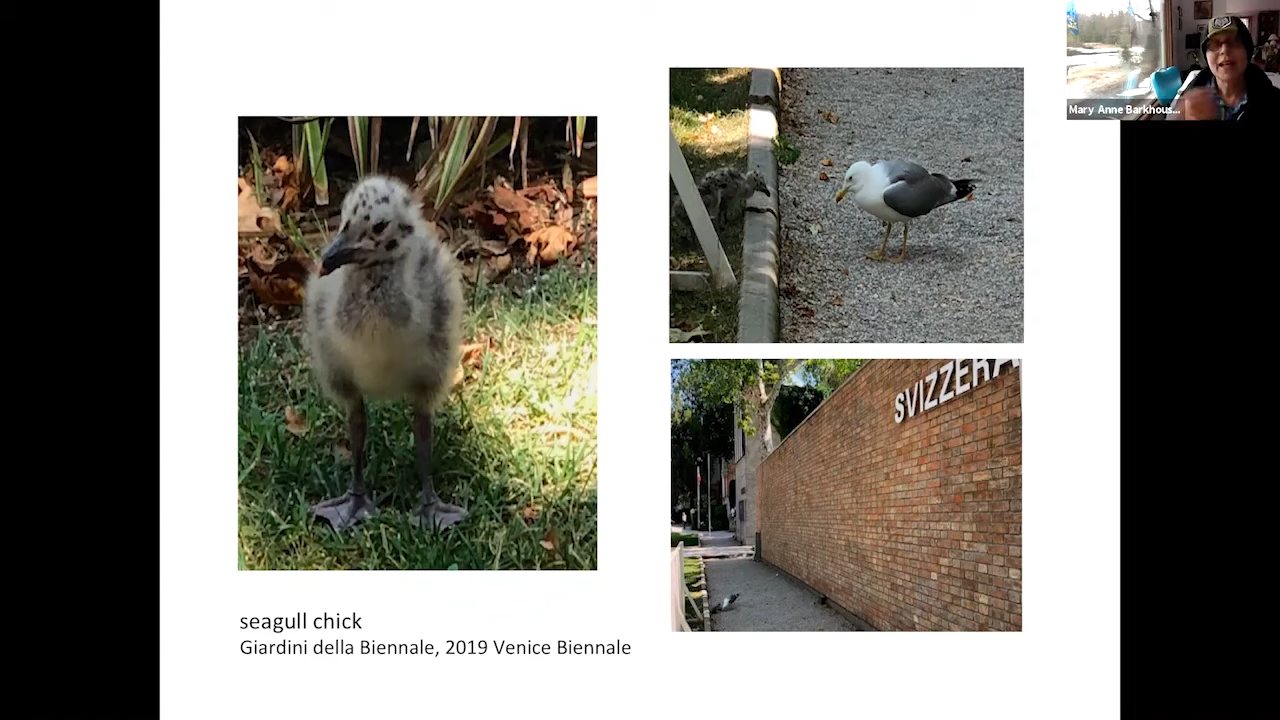 Mary Anne Barkhous...
SVIZZERA
seagull chick
Giardini della Biennale, 2019 Venice Biennale